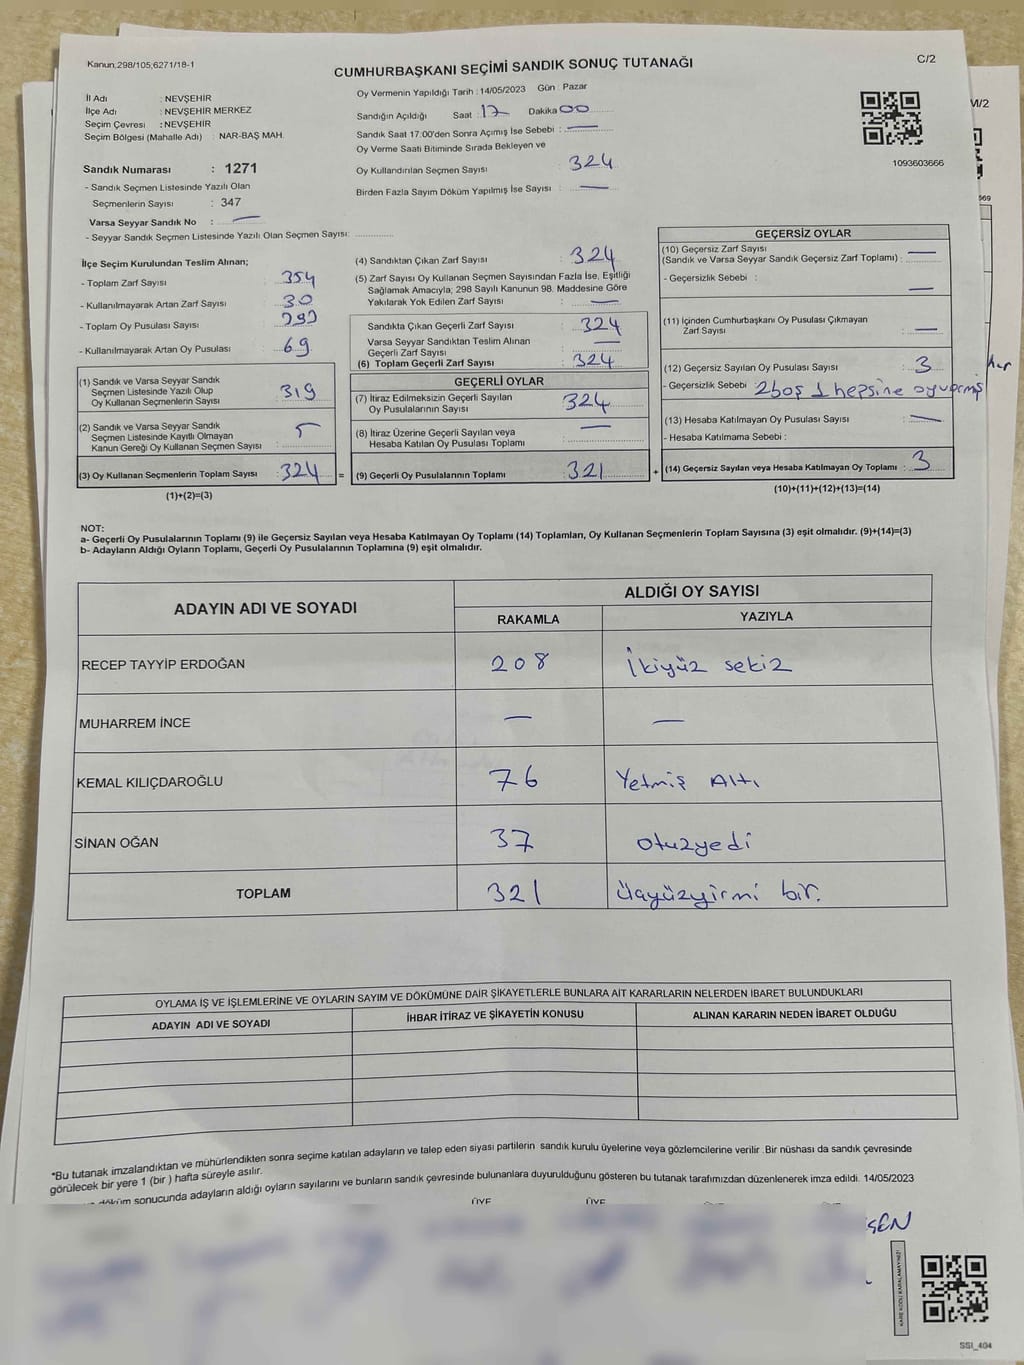 Kanun,298/105;6271/18-1
C/2
CUMHURBAŞKANI SEÇİMİ SANDIK SONUÇ TUTANAĞI
İl Adı : NEVŞEHİR
İlçe Adı : NEVŞEHİR MERKEZ
Seçim Çevresi : NEVŞEHİR
Seçim Bölgesi (Mahalle Adı) : NAR-BAŞ MAH.
Oy Vermenin Yapıldığı Tarih : 14/05/2023 Gün : Pazar
Sandığın Açıldığı Saat : 17 Dakika 00
Sandık Saat 17:00'den Sonra Açımış İse Sebebi : —
Oy Verme Saati Bitiminde Sırada Bekleyen ve
Oy Kullandırılan Seçmen Sayısı : 324
Birden Fazla Sayım Döküm Yapılmış İse Sayısı : —
1093603666
M/2
Sandık Numarası : 1271
- Sandık Seçmen Listesinde Yazılı Olan
Seçmenlerin Sayısı : 347
Varsa Seyyar Sandık No : —
- Seyyar Sandık Seçmen Listesinde Yazılı Olan Seçmen Sayısı:
İlçe Seçim Kurulundan Teslim Alınan;
- Toplam Zarf Sayısı : 354
- Kullanılmayarak Artan Zarf Sayısı : 30
- Toplam Oy Pusulası Sayısı :
- Kullanılmayarak Artan Oy Pusulası : 69
(1) Sandık ve Varsa Seyyar Sandık
Seçmen Listesinde Yazılı Olup
Oy Kullanan Seçmenlerin Sayısı : 319
(2) Sandık ve Varsa Seyyar Sandık
Seçmen Listesinde Kayıtlı Olmayan
Kanun Gereği Oy Kullanan Seçmen Sayısı : 5
(3) Oy Kullanan Seçmenlerin Toplam Sayısı : 324 =
(1)+(2)=(3)
(4) Sandıktan Çıkan Zarf Sayısı : 324
(5) Zarf Sayısı Oy Kullanan Seçmen Sayısından Fazla İse, Eşitliği
Sağlamak Amacıyla; 298 Sayılı Kanunun 98. Maddesine Göre
Yakılarak Yok Edilen Zarf Sayısı : —
Sandıkta Çıkan Geçerli Zarf Sayısı : 324
Varsa Seyyar Sandıktan Teslim Alınan
Geçerli Zarf Sayısı : —
(6) Toplam Geçerli Zarf Sayısı : 324
GEÇERLİ OYLAR
(7) İtiraz Edilmeksizin Geçerli Sayılan
Oy Pusulalarının Sayısı : 324
(8) İtiraz Üzerine Geçerli Sayılan veya
Hesaba Katılan Oy Pusulası Toplamı : —
(9) Geçerli Oy Pusulalarının Toplamı : 321 +
GEÇERSİZ OYLAR
(10) Geçersiz Zarf Sayısı
(Sandık ve Varsa Seyyar Sandık Geçersiz Zarf Toplamı) : —
- Geçersizlik Sebebi : —
(11) İçinden Cumhurbaşkanı Oy Pusulası Çıkmayan
Zarf Sayısı : —
(12) Geçersiz Sayılan Oy Pusulası Sayısı : 3
- Geçersizlik Sebebi 2 boş 1 hepsine oy vermiş
(13) Hesaba Katılmayan Oy Pusulası Sayısı : —
- Hesaba Katılmama Sebebi :
(14) Geçersiz Sayılan veya Hesaba Katılmayan Oy Toplamı : 3
(10)+(11)+(12)+(13)=(14)
NOT:
a- Geçerli Oy Pusulalarının Toplamı (9) ile Geçersiz Sayılan veya Hesaba Katılmayan Oy Toplamı (14) Toplamları, Oy Kullanan Seçmenlerin Toplam Sayısına (3) eşit olmalıdır. (9)+(14)=(3)
b- Adayların Aldığı Oyların Toplamı, Geçerli Oy Pusulalarının Toplamına (9) eşit olmalıdır.
ADAYIN ADI VE SOYADI ALDIĞI OY SAYISI
RAKAMLA YAZIYLA
RECEP TAYYİP ERDOĞAN 208 İkiyüz sekiz
MUHARREM İNCE — —
KEMAL KILIÇDAROĞLU 76 Yetmiş Altı
SİNAN OĞAN 37 otuzyedi
TOPLAM 321 üçyüzyirmi bir.
OYLAMA İŞ VE İŞLEMLERİNE VE OYLARIN SAYIM VE DÖKÜMÜNE DAİR ŞİKAYETLERLE BUNLARA AİT KARARLARIN NELERDEN İBARET BULUNDUKLARI
ADAYIN ADI VE SOYADI İHBAR İTİRAZ VE ŞİKAYETİN KONUSU ALINAN KARARIN NEDEN İBARET OLDUĞU
*Bu tutanak imzalandıktan ve mühürlendikten sonra seçime katılan adayların ve talep eden siyasi partilerin sandık kurulu üyelerine veya gözlemcilerine verilir .Bir nüshası da sandık çevresinde
görülecek bir yere 1 (bir ) hafta süreyle asılır.
döküm sonucunda adayların aldığı oyların sayılarını ve bunların sandık çevresinde bulunanlara duyurulduğunu gösteren bu tutanak tarafımızdan düzenlenerek imza edildi. 14/05/2023
ÜYE ÜYE
ŞEN
KARE KODU KARALAMAYINIZ!
SSI_404